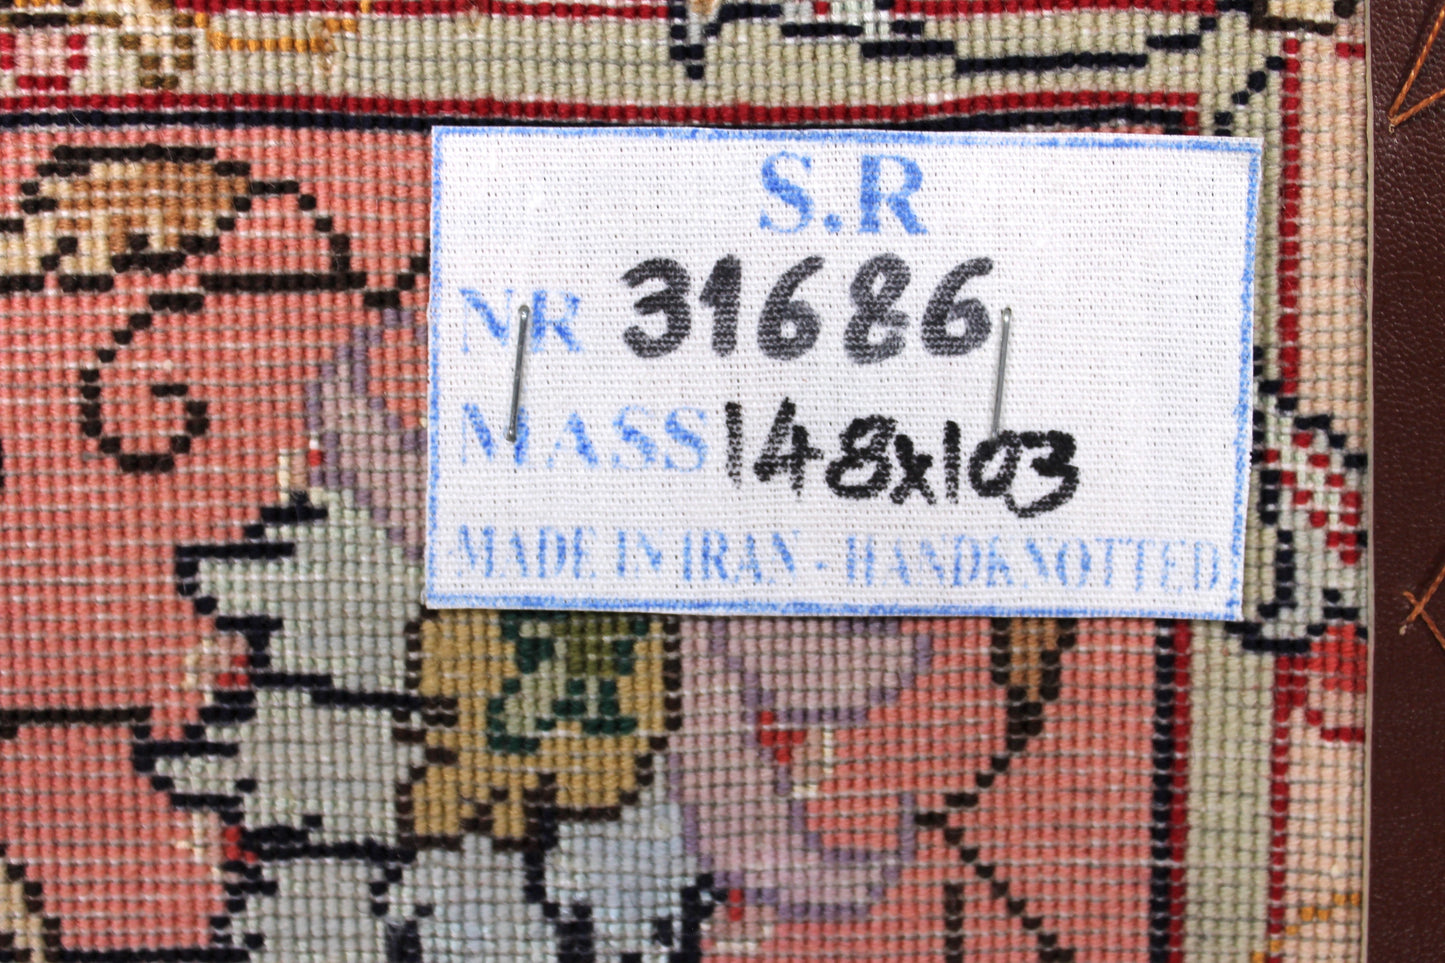 S.R
NR 31686
MASS 148x103
MADE IN IRAN - HANDKNOTTED